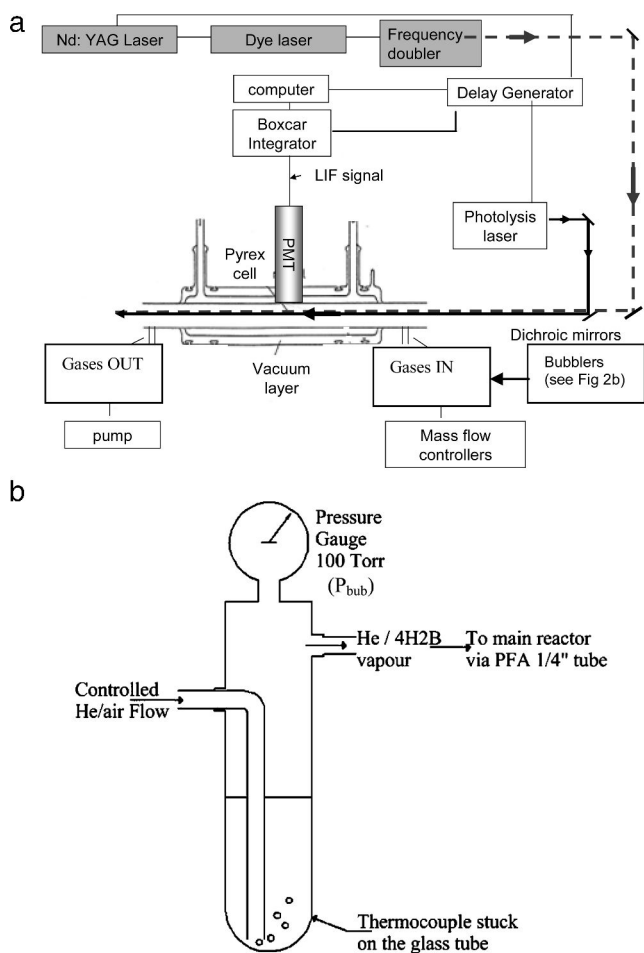 a
Nd: YAG Laser
Dye laser
Frequency
doubler
computer
Delay Generator
Boxcar
Integrator
LIF signal
Photolysis
laser
PMT
Pyrex
cell
Dichroic mirrors
Gases OUT
Vacuum
layer
Gases IN
Bubblers
(see Fig 2b)
pump
Mass flow
controllers
b
Pressure
Gauge
100 Torr
(Pbub)
He / 4H2B
vapour
To main reactor
via PFA 1/4" tube
Controlled
He/air Flow
Thermocouple stuck
on the glass tube